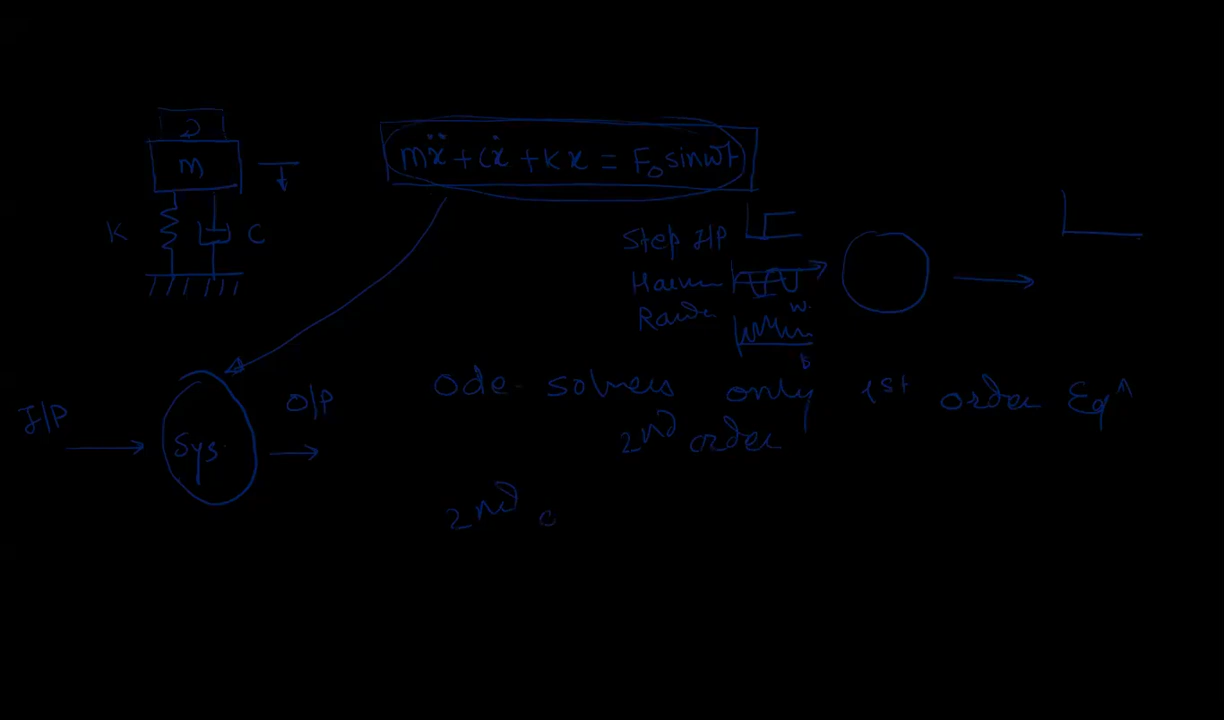 m
mẍ + cẋ + kx = F₀ sinωt
K
C
Step I/P
I/P
Sys.
O/P
Ode - solvers only 1st order Eqn
2nd order
2nd o